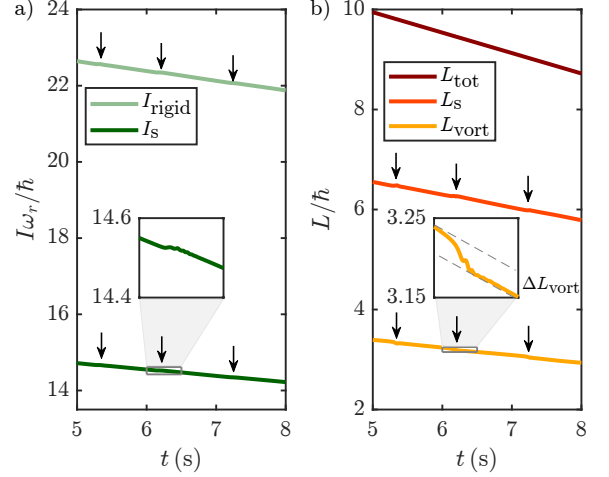 a)
24
22
20
18
16
14
Iω_r/ħ
I_rigid
I_s
14.6
14.4
5 6 7 8
t (s)
b)
10
8
6
4
2
L/ħ
L_tot
L_s
L_vort
3.25
3.15
ΔL_vort
5 6 7 8
t (s)